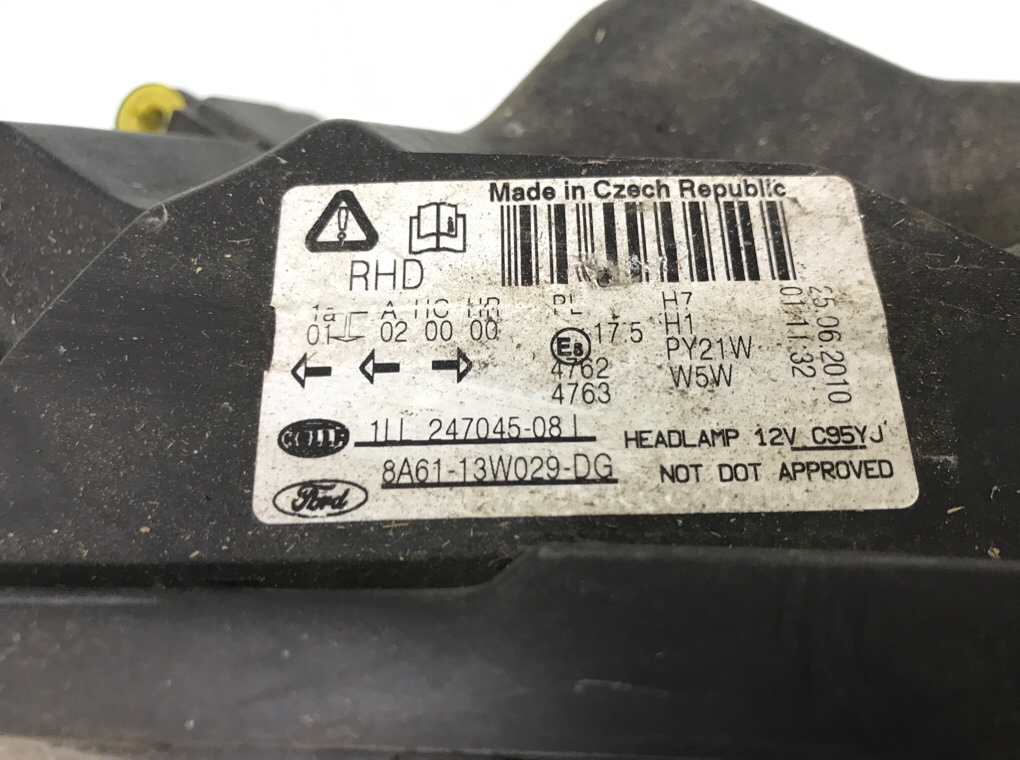 Made in Czech Republic
RHD
1a A HC HR PL
01 02 00 00
E8 17 5
4762
4763
H7
H1
PY21W
W5W
25.06.2010
01:11:32
HELLA
1LL 247045-08 L
HEADLAMP 12V C95YJ
Ford
8A61-13W029-DG
NOT DOT APPROVED